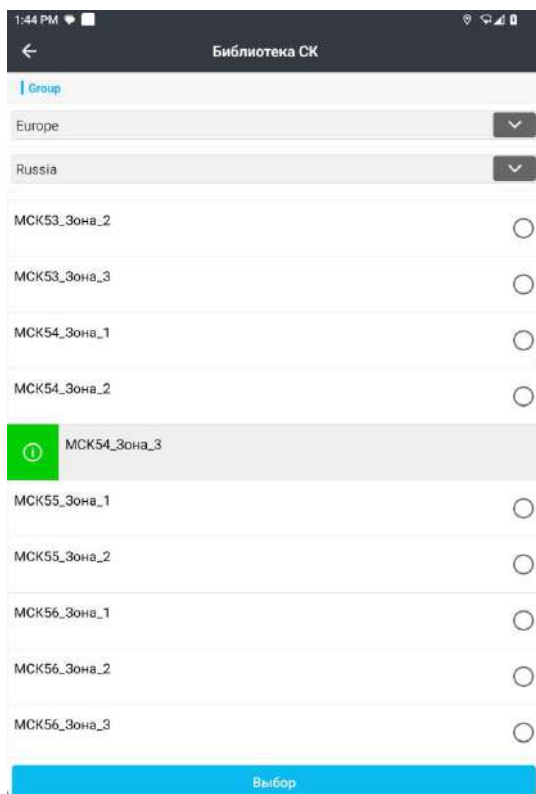 1:44 PM
Библиотека СК
Group
Europe
Russia
МСК53_Зона_2
МСК53_Зона_3
МСК54_Зона_1
МСК54_Зона_2
МСК54_Зона_3
МСК55_Зона_1
МСК55_Зона_2
МСК56_Зона_1
МСК56_Зона_2
МСК56_Зона_3
Выбор